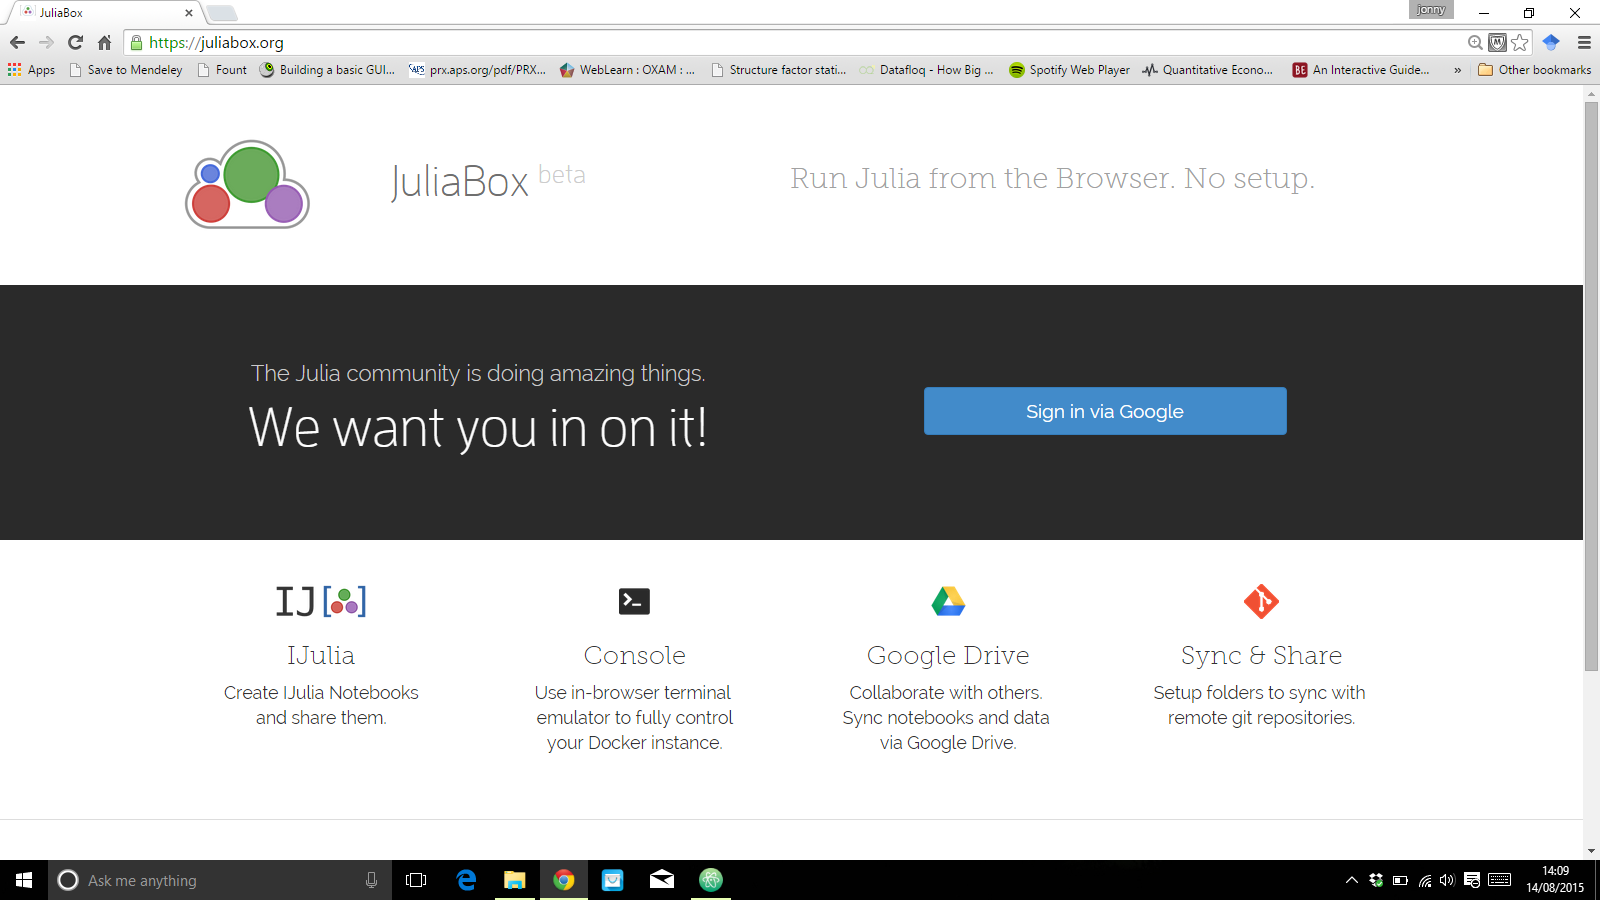 JuliaBox
jonny
https://juliabox.org
Apps Save to Mendeley Fount Building a basic GUI... prx.aps.org/pdf/PRX... WebLearn : OXAM : ... Structure factor stati... Datafloq - How Big ... Spotify Web Player Quantitative Econo... BE An Interactive Guide... » Other bookmarks
JuliaBox beta
Run Julia from the Browser. No setup.
The Julia community is doing amazing things.
We want you in on it!
Sign in via Google
IJ[ ]
IJulia
Create IJulia Notebooks
and share them.
Console
Use in-browser terminal
emulator to fully control
your Docker instance.
Google Drive
Collaborate with others.
Sync notebooks and data
via Google Drive.
Sync & Share
Setup folders to sync with
remote git repositories.
Ask me anything
14:09
14/08/2015